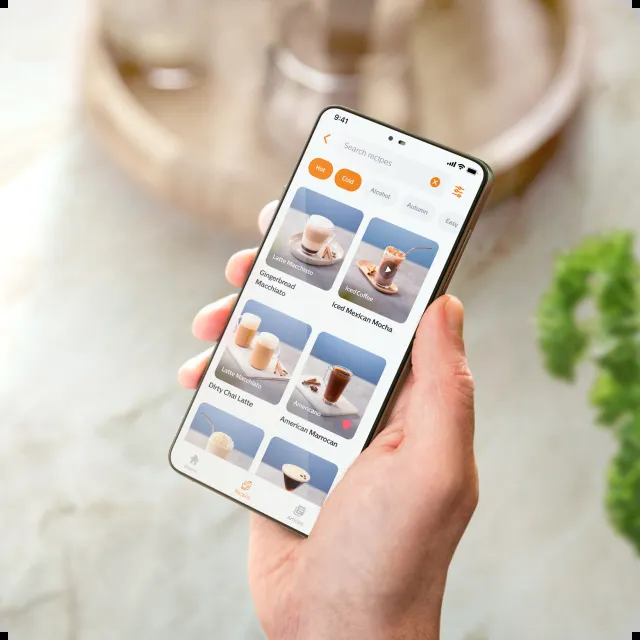 9:41
Search recipes
Hot
Cold
Alcohol
Autumn
Easy
Latte Macchiato
Iced Coffee
Gingerbread
Macchiato
Iced Mexican Mocha
Latte Macchiato
Americano
Dirty Chai Latte
American Marrocan
Recipes
Articles